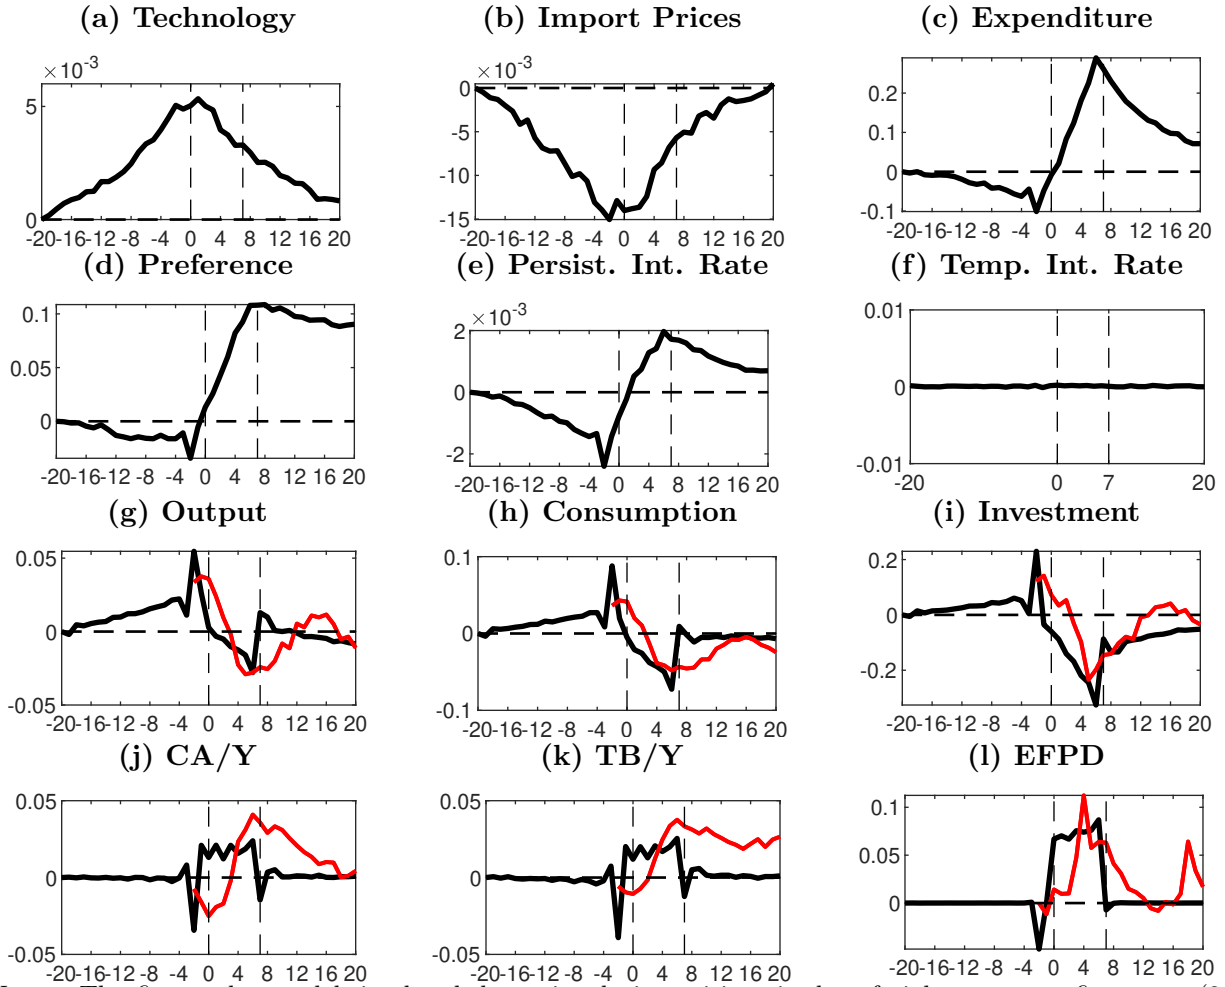 (a) Technology
(b) Import Prices
(c) Expenditure
×10⁻³
5
0
-20-16-12 -8 -4 0 4 8 12 16 20
×10⁻³
0
-5
-10
-15
-20-16-12 -8 -4 0 4 8 12 16 20
0.2
0.1
0
-0.1
-20-16-12 -8 -4 0 4 8 12 16 20
(d) Preference
(e) Persist. Int. Rate
(f) Temp. Int. Rate
0.1
0.05
0
-20-16-12 -8 -4 0 4 8 12 16 20
×10⁻³
2
0
-2
-20-16-12 -8 -4 0 4 8 12 16 20
0.01
0
-0.01
-20 0 7 20
(g) Output
(h) Consumption
(i) Investment
0.05
0
-0.05
-20-16-12 -8 -4 0 4 8 12 16 20
0.1
0
-0.1
-20-16-12 -8 -4 0 4 8 12 16 20
0.2
0
-0.2
-20-16-12 -8 -4 0 4 8 12 16 20
(j) CA/Y
(k) TB/Y
(l) EFPD
0.05
0
-0.05
-20-16-12 -8 -4 0 4 8 12 16 20
0.05
0
-0.05
-20-16-12 -8 -4 0 4 8 12 16 20
0.1
0.05
0
-20-16-12 -8 -4 0 4 8 12 16 20